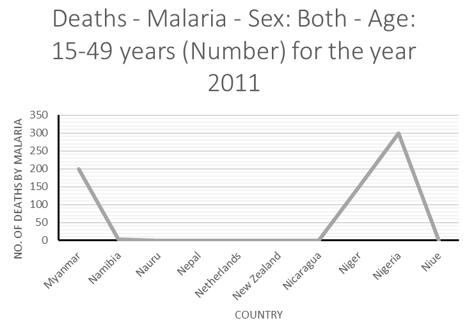 Deaths - Malaria - Sex: Both - Age:
15-49 years (Number) for the year
2011
NO. OF DEATHS BY MALARIA
350
300
250
200
150
100
50
0
Myanmar
Namibia
Nauru
Nepal
Netherlands
New Zealand
Nicaragua
Niger
Nigeria
Niue
COUNTRY